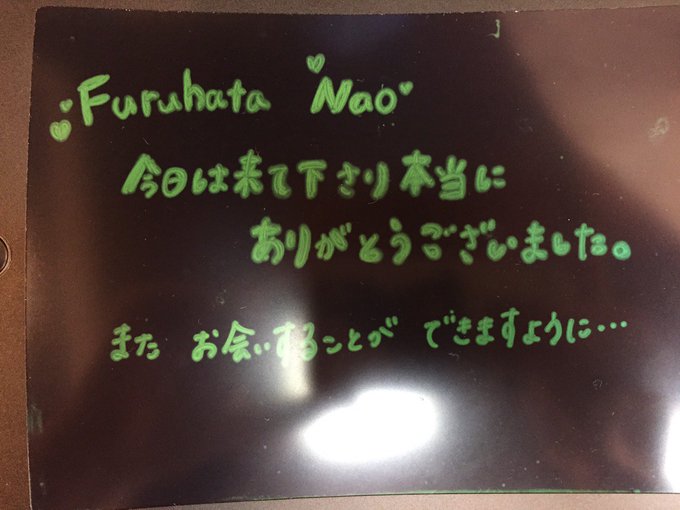 Furuhata Nao
今日は来て下さり本当に
ありがとうございました。
また お会いすることが できますように…